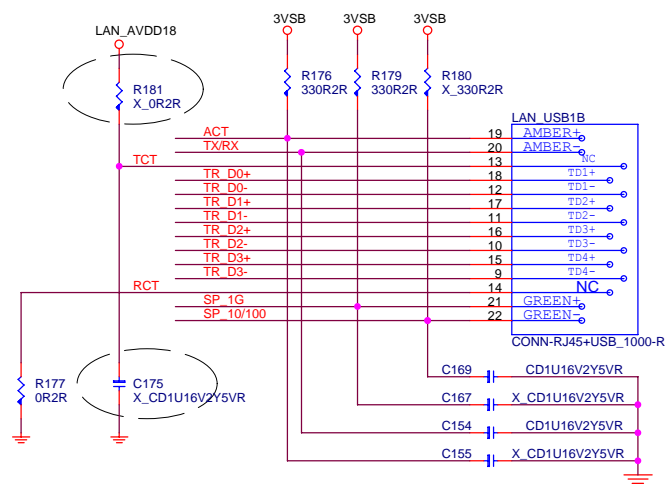 3VSB 3VSB 3VSB
LAN_AVDD18
R181
X_0R2R
R176
330R2R
R179
330R2R
R180
X_330R2R
LAN_USB1B
ACT 19 AMBER+
TX/RX 20 AMBER-
TCT 13 NC
TR_D0+ 18 TD1+
TR_D0- 12 TD1-
TR_D1+ 17 TD2+
TR_D1- 11 TD2-
TR_D2+ 16 TD3+
TR_D2- 10 TD3-
TR_D3+ 15 TD4+
TR_D3- 9 TD4-
RCT 14 NC
SP_1G 21 GREEN+
SP_10/100 22 GREEN-
CONN-RJ45+USB_1000-R
R177
0R2R
C175
X_CD1U16V2Y5VR
C169 CD1U16V2Y5VR
C167 X_CD1U16V2Y5VR
C154 CD1U16V2Y5VR
C155 X_CD1U16V2Y5VR